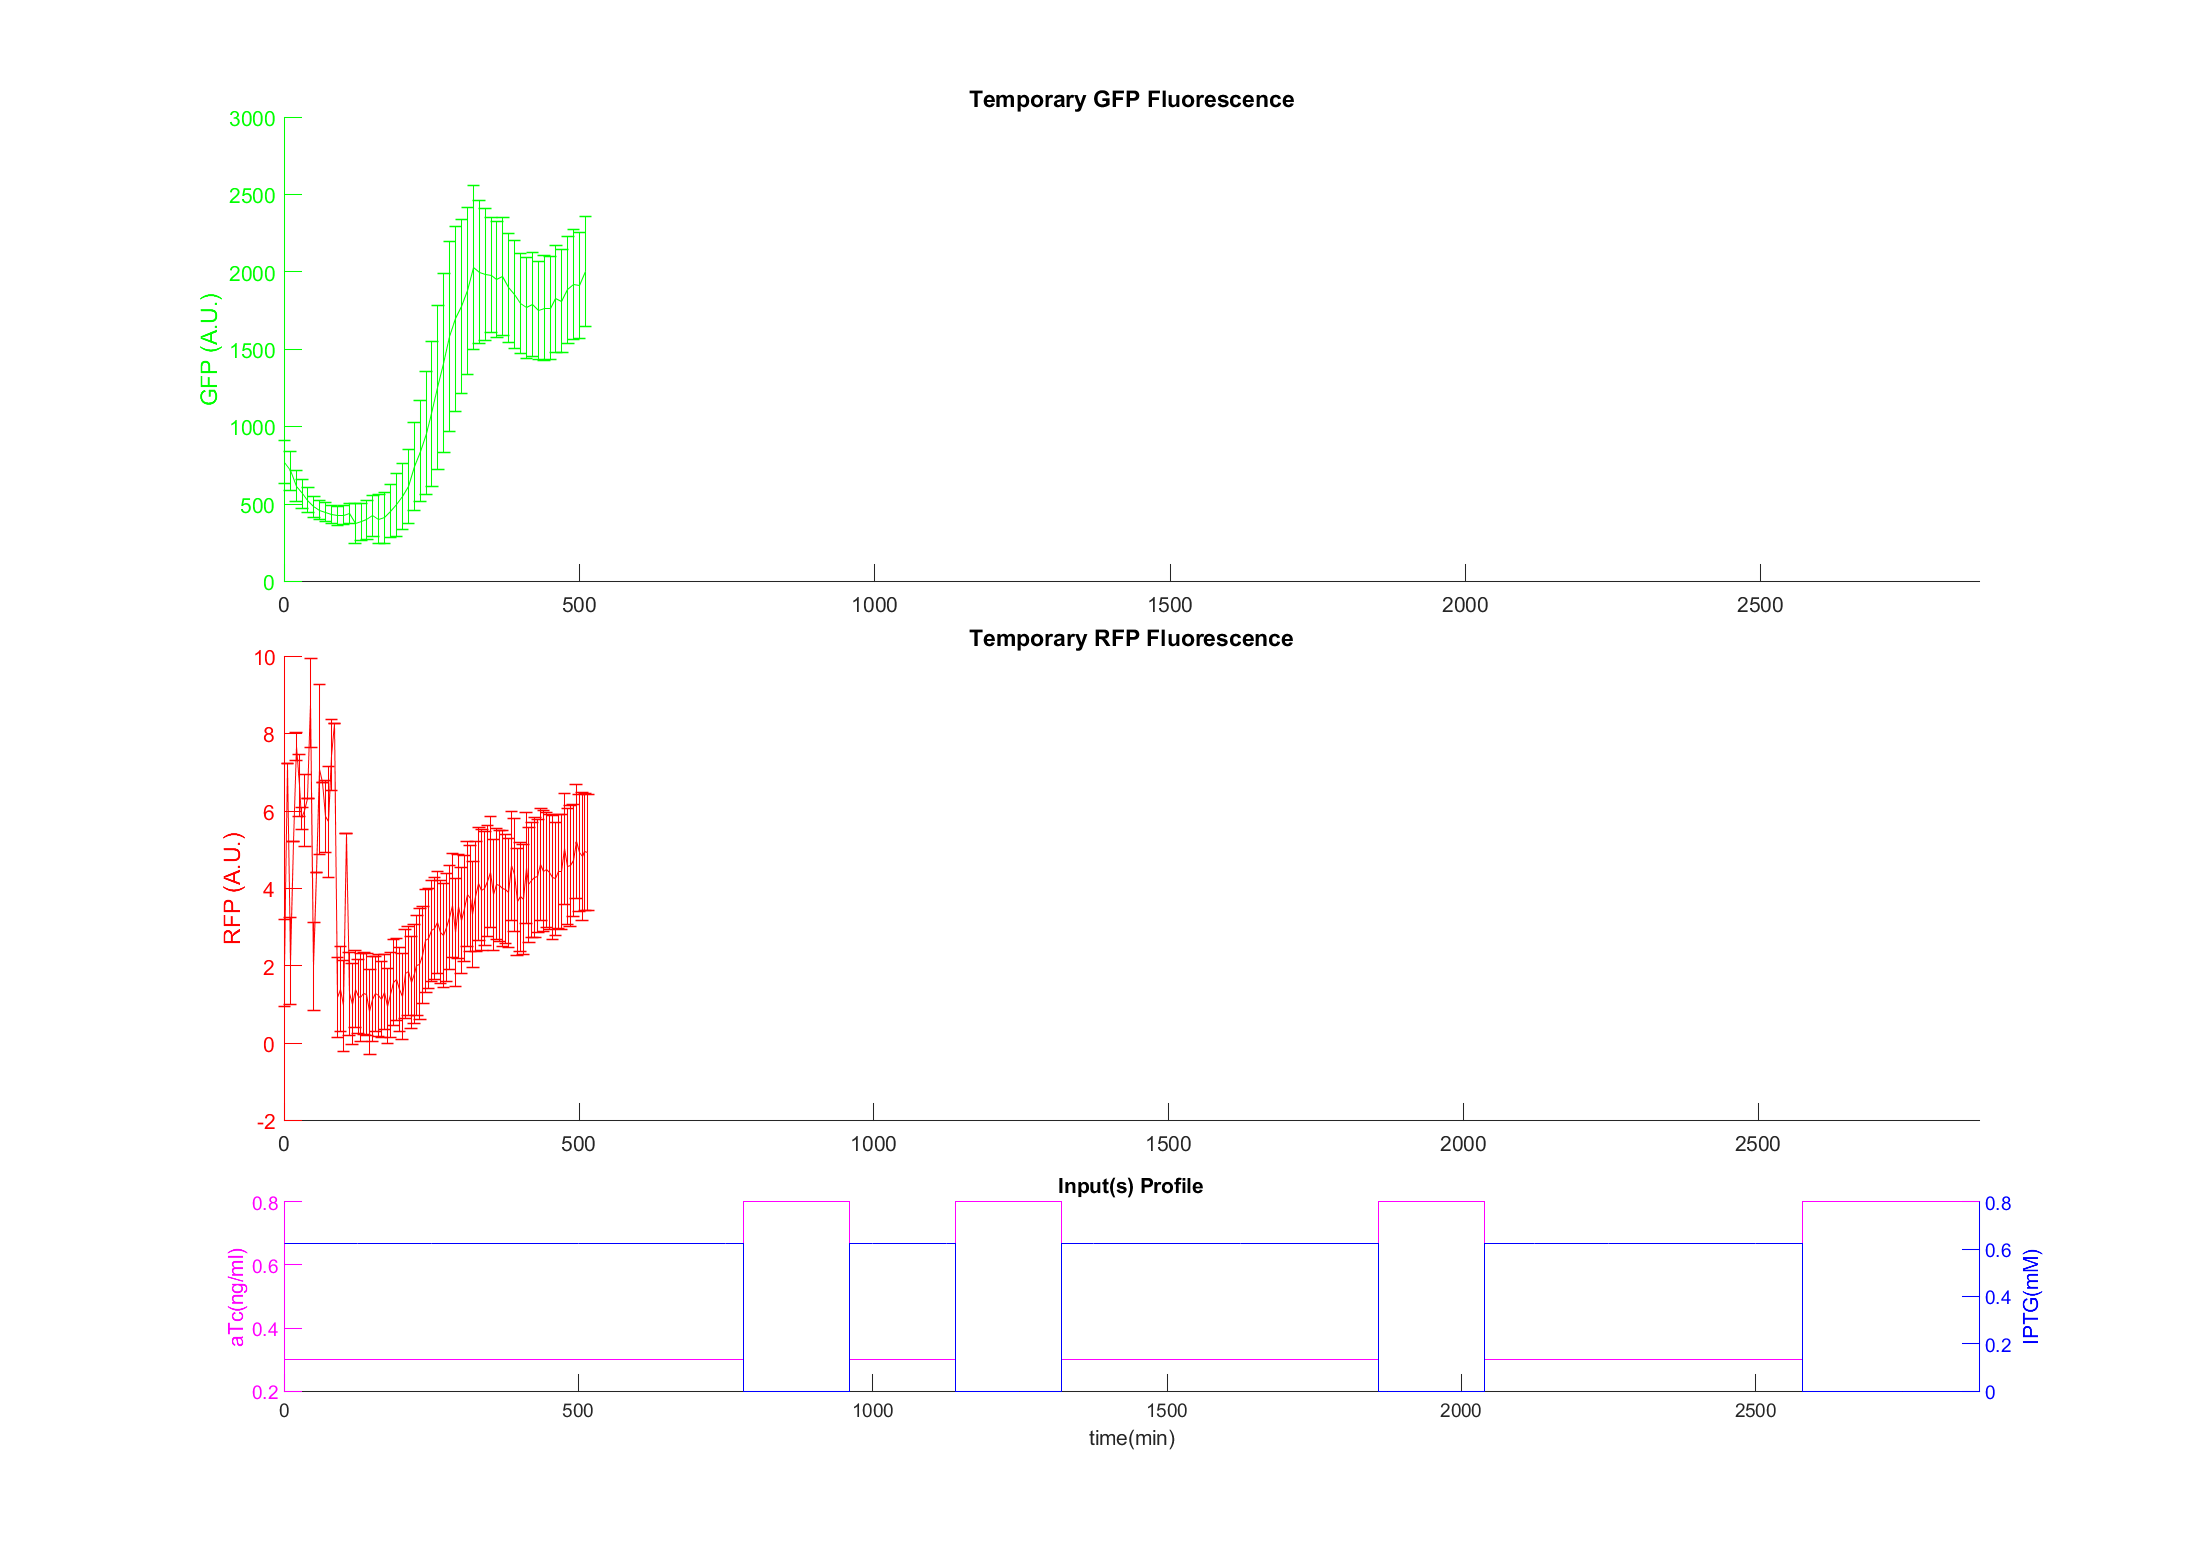 Temporary GFP Fluorescence
3000
2500
2000
1500
1000
500
0
GFP (A.U.)
0 500 1000 1500 2000 2500
Temporary RFP Fluorescence
10
8
6
4
2
0
-2
RFP (A.U.)
0 500 1000 1500 2000 2500
Input(s) Profile
0.8
0.6
0.4
0.2
aTc(ng/ml)
0.8
0.6
0.4
0.2
0
IPTG(mM)
0 500 1000 1500 2000 2500
time(min)